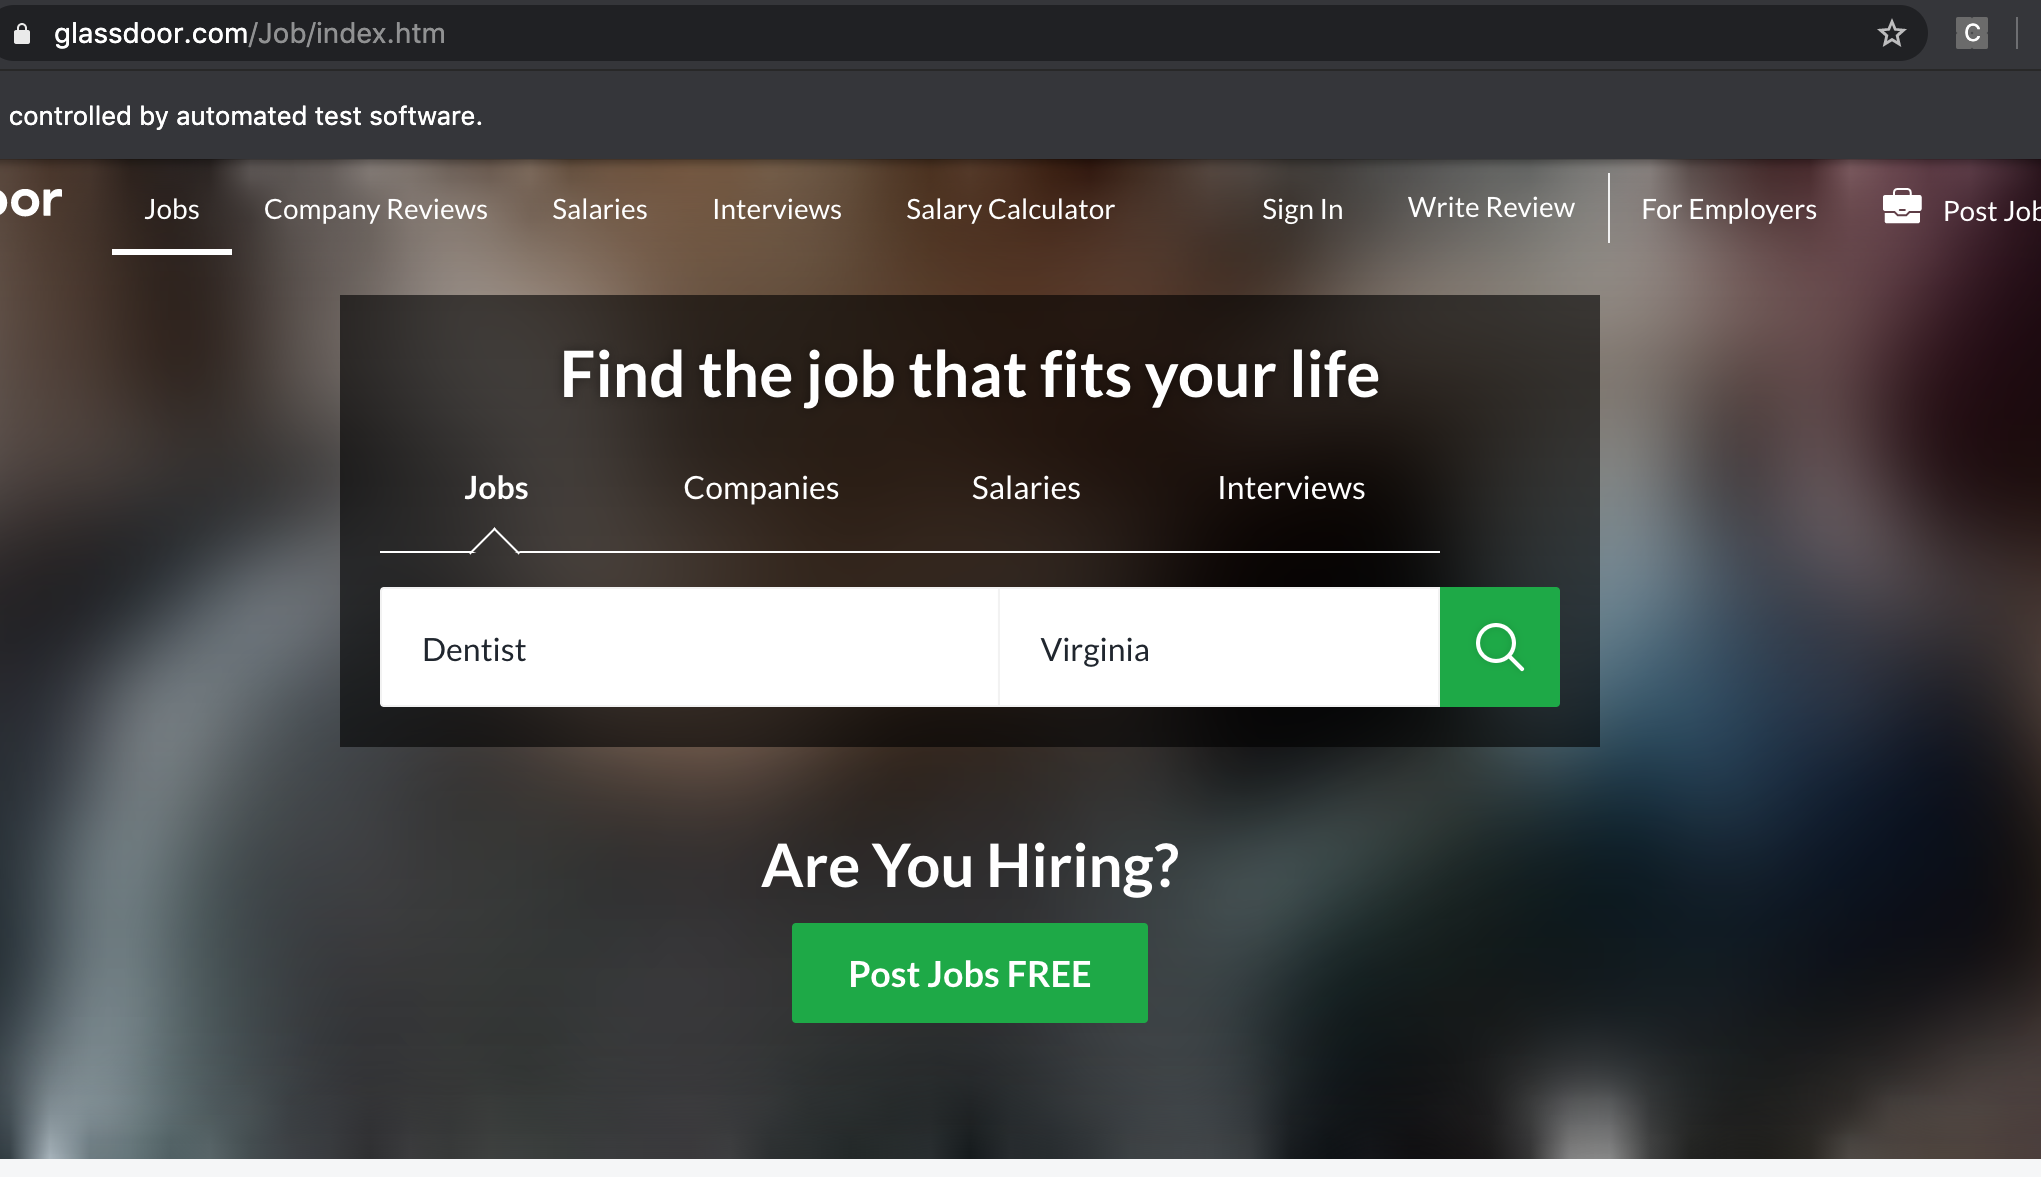 glassdoor.com/Job/index.htm
C
controlled by automated test software.
oor Jobs Company Reviews Salaries Interviews Salary Calculator Sign In Write Review For Employers Post Job
Find the job that fits your life
Jobs Companies Salaries Interviews
Dentist Virginia
Are You Hiring?
Post Jobs FREE